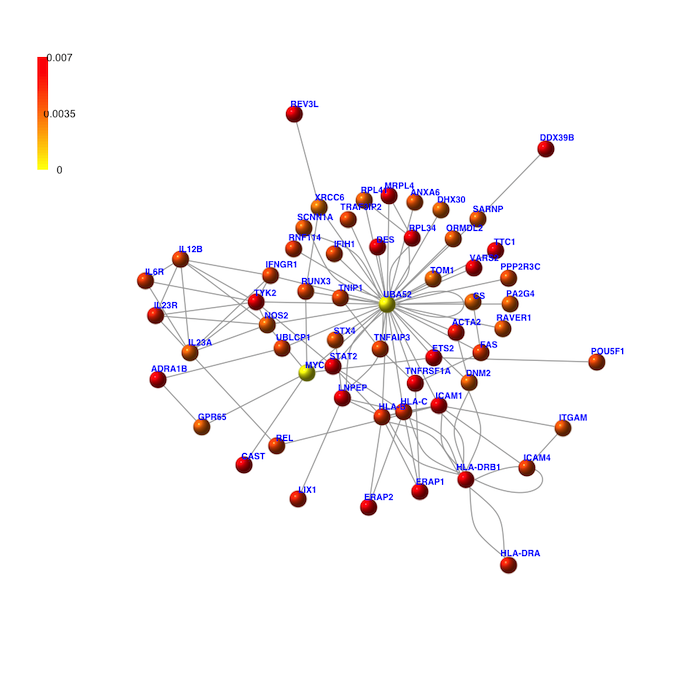 0.007
0.0035
0
REV3L
DDX39B
XRCC6
RPL4
MRPL4
ANXA6
DHX30
SCNN1A
TRAF3IP2
SARNP
RNF114
IFIH1
RES
RPL34
ORMDL2
TTC1
IL12B
IFNGR1
TOM1
VARS2
PPP2R3C
IL6R
TYK2
RUNX3
TNIP1
UBA52
CS
PA2G4
IL23R
NOS2
ACTA2
RAVER1
IL23A
UBLCP1
STX4
TNFAIP3
ETS2
FAS
POU5F1
ADRA1B
MYC
STAT2
TNFRSF1A
DNM2
LNPEP
HLA-B
HLA-C
ICAM1
GPR65
ITGAM
REL
CAST
HLA-DRB1
ICAM4
LIX1
ERAP2
ERAP1
HLA-DRA